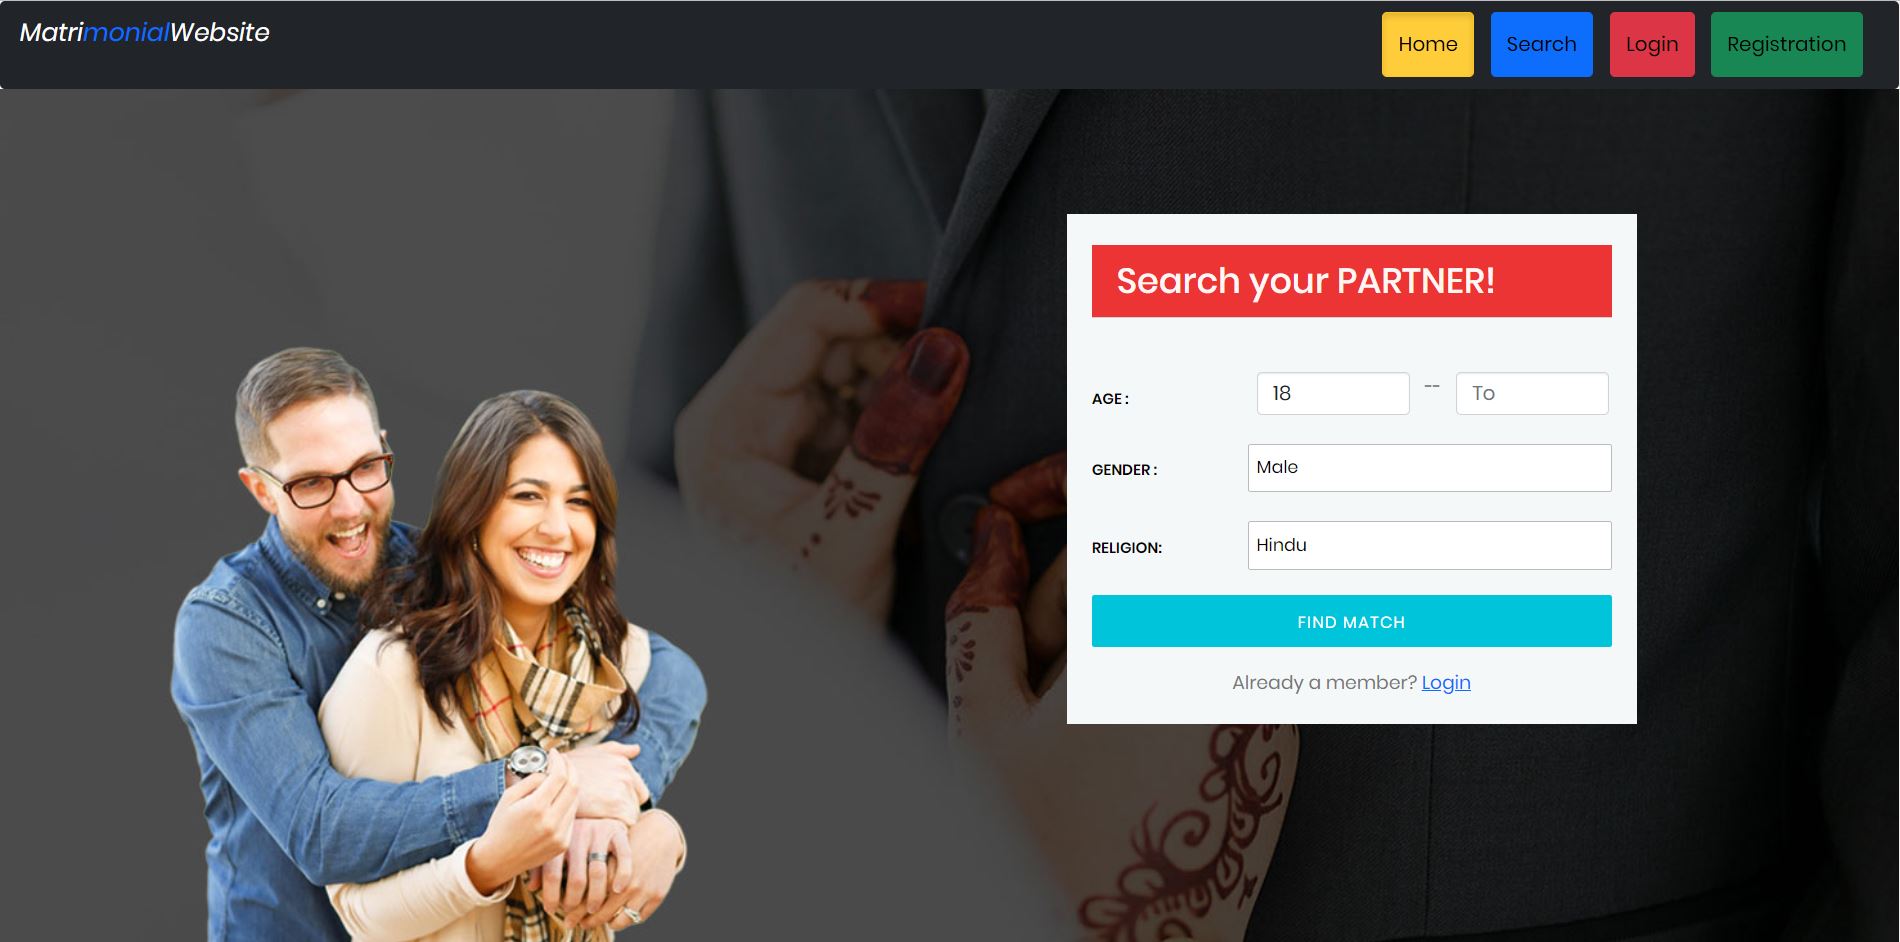 MatrimonialWebsite
Home Search Login Registration
Search your PARTNER!
AGE : 18 -- To
GENDER : Male
RELIGION: Hindu
FIND MATCH
Already a member? Login